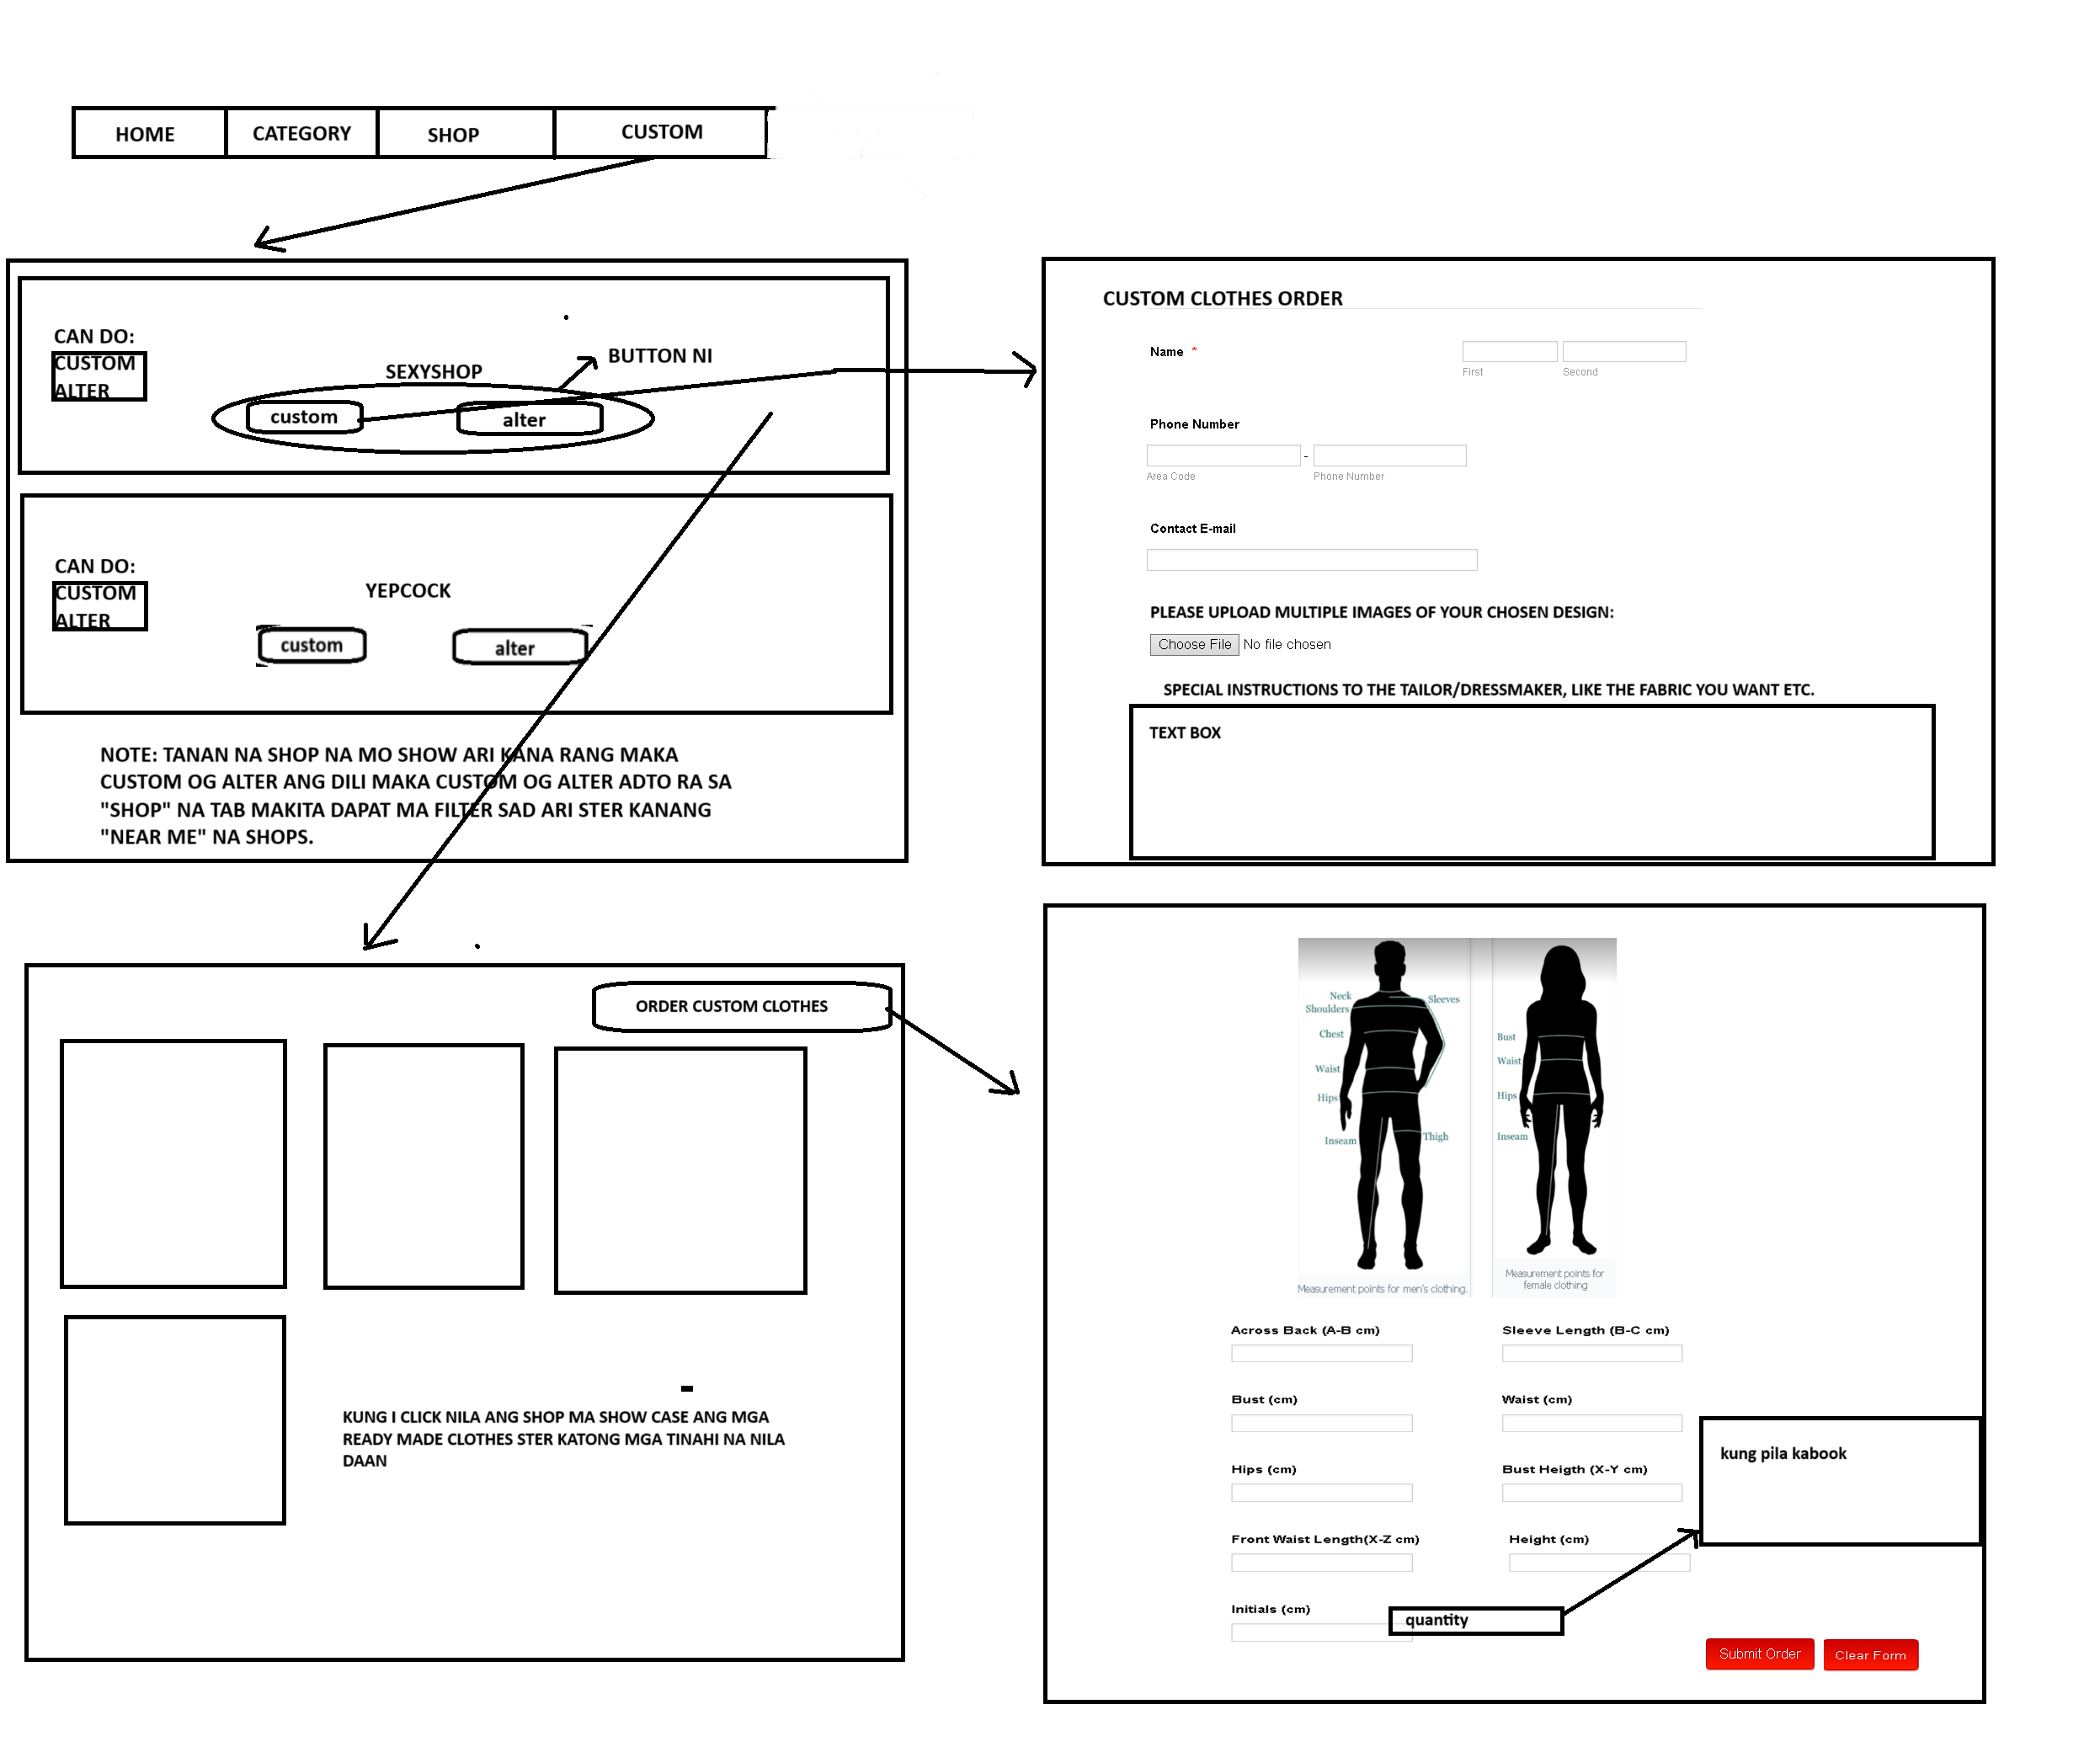 HOME
CATEGORY
SHOP
CUSTOM
CAN DO:
CUSTOM
ALTER
SEXYSHOP
BUTTON NI
custom
alter
CAN DO:
CUSTOM
ALTER
YEPCOCK
custom
alter
NOTE: TANAN NA SHOP NA MO SHOW ARI KANA RANG MAKA
CUSTOM OG ALTER ANG DILI MAKA CUSTOM OG ALTER ADTO RA SA
"SHOP" NA TAB MAKITA DAPAT MA FILTER SAD ARI STER KANANG
"NEAR ME" NA SHOPS.
CUSTOM CLOTHES ORDER
Name *
First
Second
Phone Number
-
Area Code
Phone Number
Contact E-mail
PLEASE UPLOAD MULTIPLE IMAGES OF YOUR CHOSEN DESIGN:
Choose File No file chosen
SPECIAL INSTRUCTIONS TO THE TAILOR/DRESSMAKER, LIKE THE FABRIC YOU WANT ETC.
TEXT BOX
ORDER CUSTOM CLOTHES
KUNG I CLICK NILA ANG SHOP MA SHOW CASE ANG MGA
READY MADE CLOTHES STER KATONG MGA TINAHI NA NILA
DAAN
Neck
Sleeves
Shoulders
Chest
Waist
Hips
Inseam
Thigh
Measurement points for men's clothing.
Bust
Waist
Hips
Inseam
Measurement points for
female clothing
Across Back (A-B cm)
Sleeve Length (B-C cm)
Bust (cm)
Waist (cm)
Hips (cm)
Bust Heigth (X-Y cm)
Front Waist Length(X-Z cm)
Height (cm)
Initials (cm)
quantity
kung pila kabook
Submit Order
Clear Form